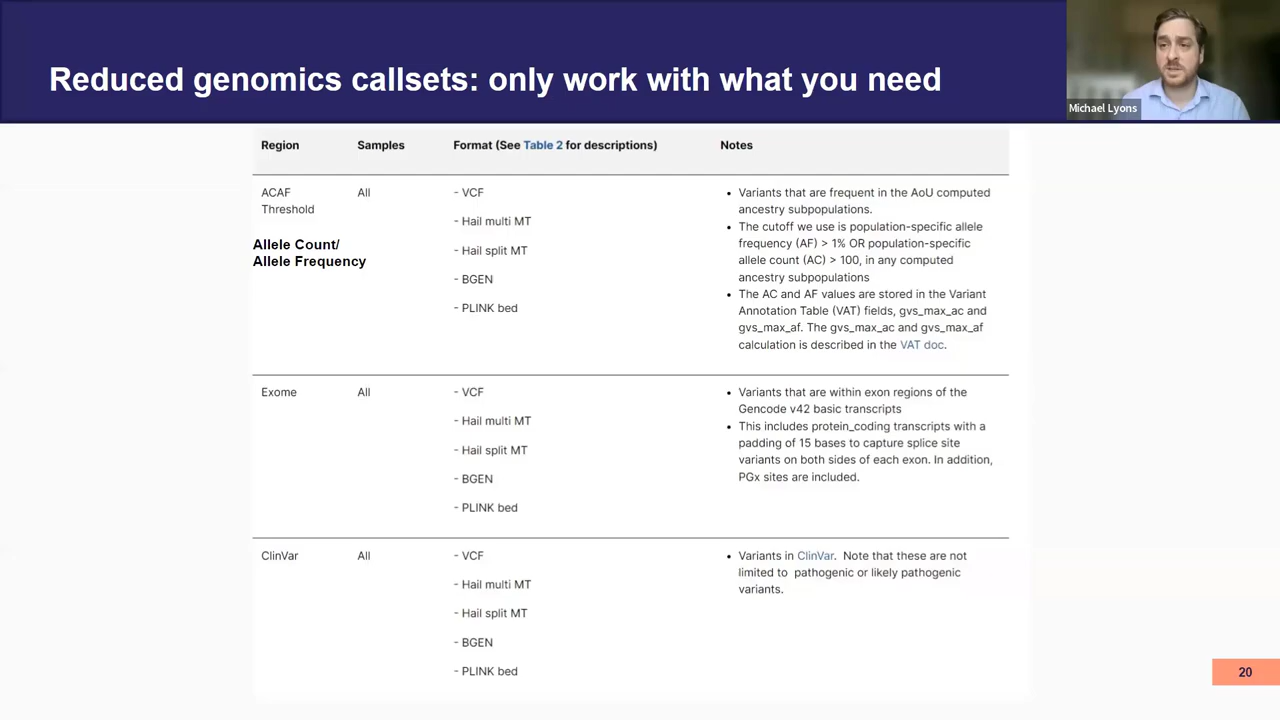 Reduced genomics callsets: only work with what you need
Michael Lyons
Region Samples Format (See Table 2 for descriptions) Notes
ACAF
Threshold
Allele Count/
Allele Frequency
All
- VCF
- Hail multi MT
- Hail split MT
- BGEN
- PLINK bed
• Variants that are frequent in the AoU computed
ancestry subpopulations.
• The cutoff we use is population-specific allele
frequency (AF) > 1% OR population-specific
allele count (AC) > 100, in any computed
ancestry subpopulations
• The AC and AF values are stored in the Variant
Annotation Table (VAT) fields, gvs_max_ac and
gvs_max_af. The gvs_max_ac and gvs_max_af
calculation is described in the VAT doc.
Exome
All
- VCF
- Hail multi MT
- Hail split MT
- BGEN
- PLINK bed
• Variants that are within exon regions of the
Gencode v42 basic transcripts
• This includes protein_coding transcripts with a
padding of 15 bases to capture splice site
variants on both sides of each exon. In addition,
PGx sites are included.
ClinVar
All
- VCF
- Hail multi MT
- Hail split MT
- BGEN
- PLINK bed
• Variants in ClinVar. Note that these are not
limited to pathogenic or likely pathogenic
variants.
20